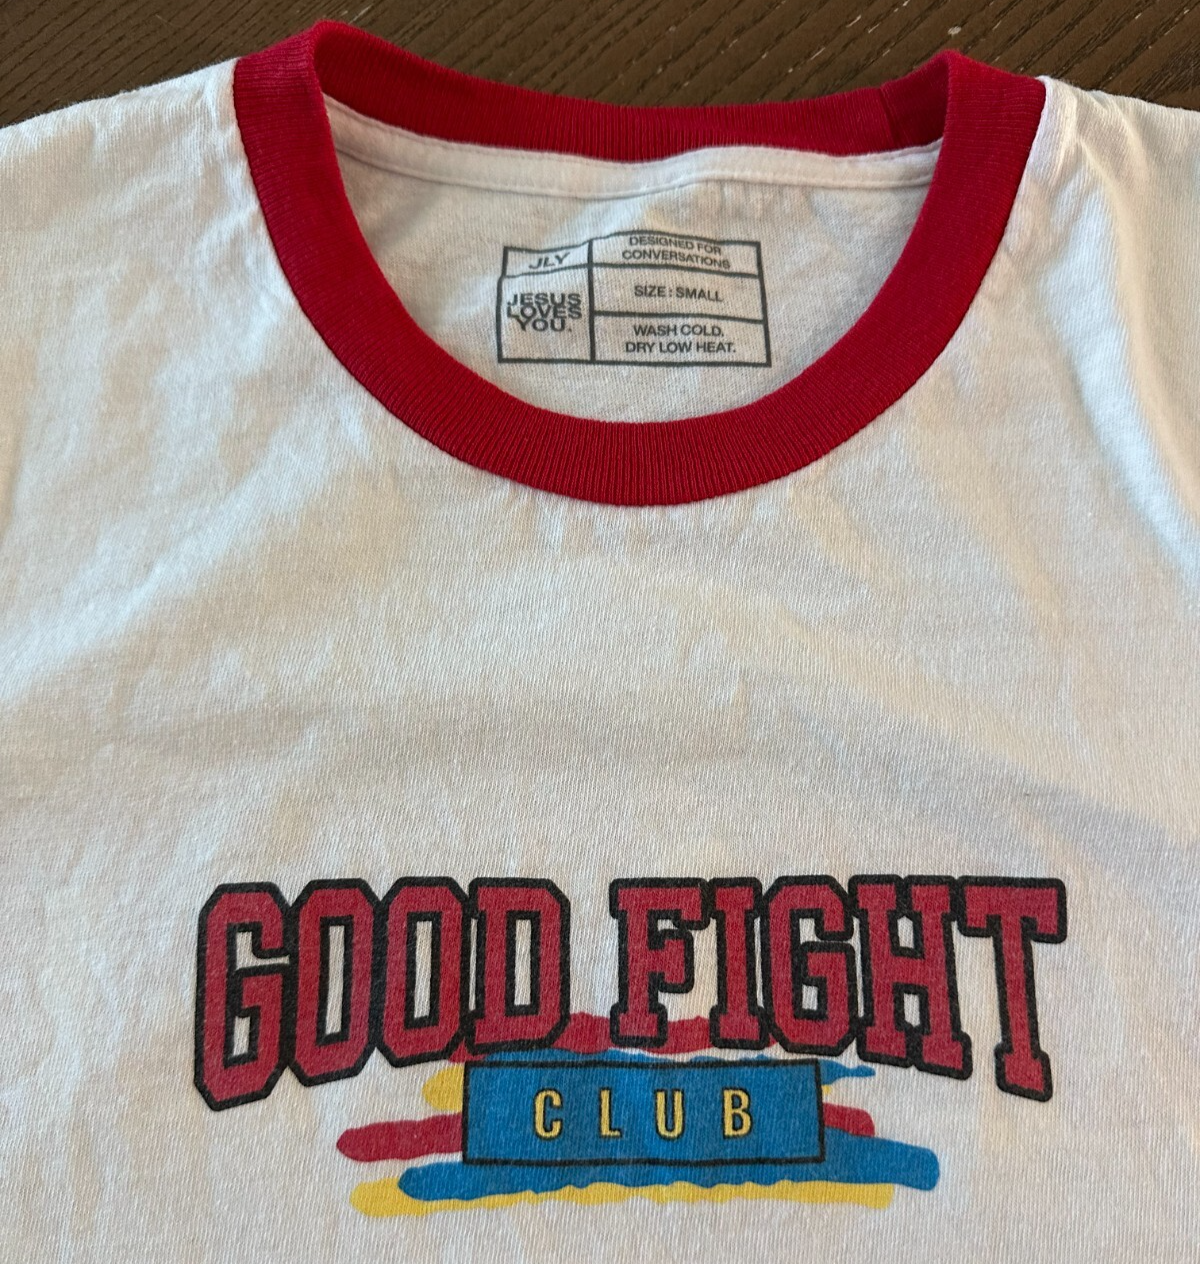 JLY
JESUS
LOVES
YOU.
DESIGNED FOR
CONVERSATIONS
SIZE : SMALL
WASH COLD.
DRY LOW HEAT.
GOOD FIGHT
CLUB